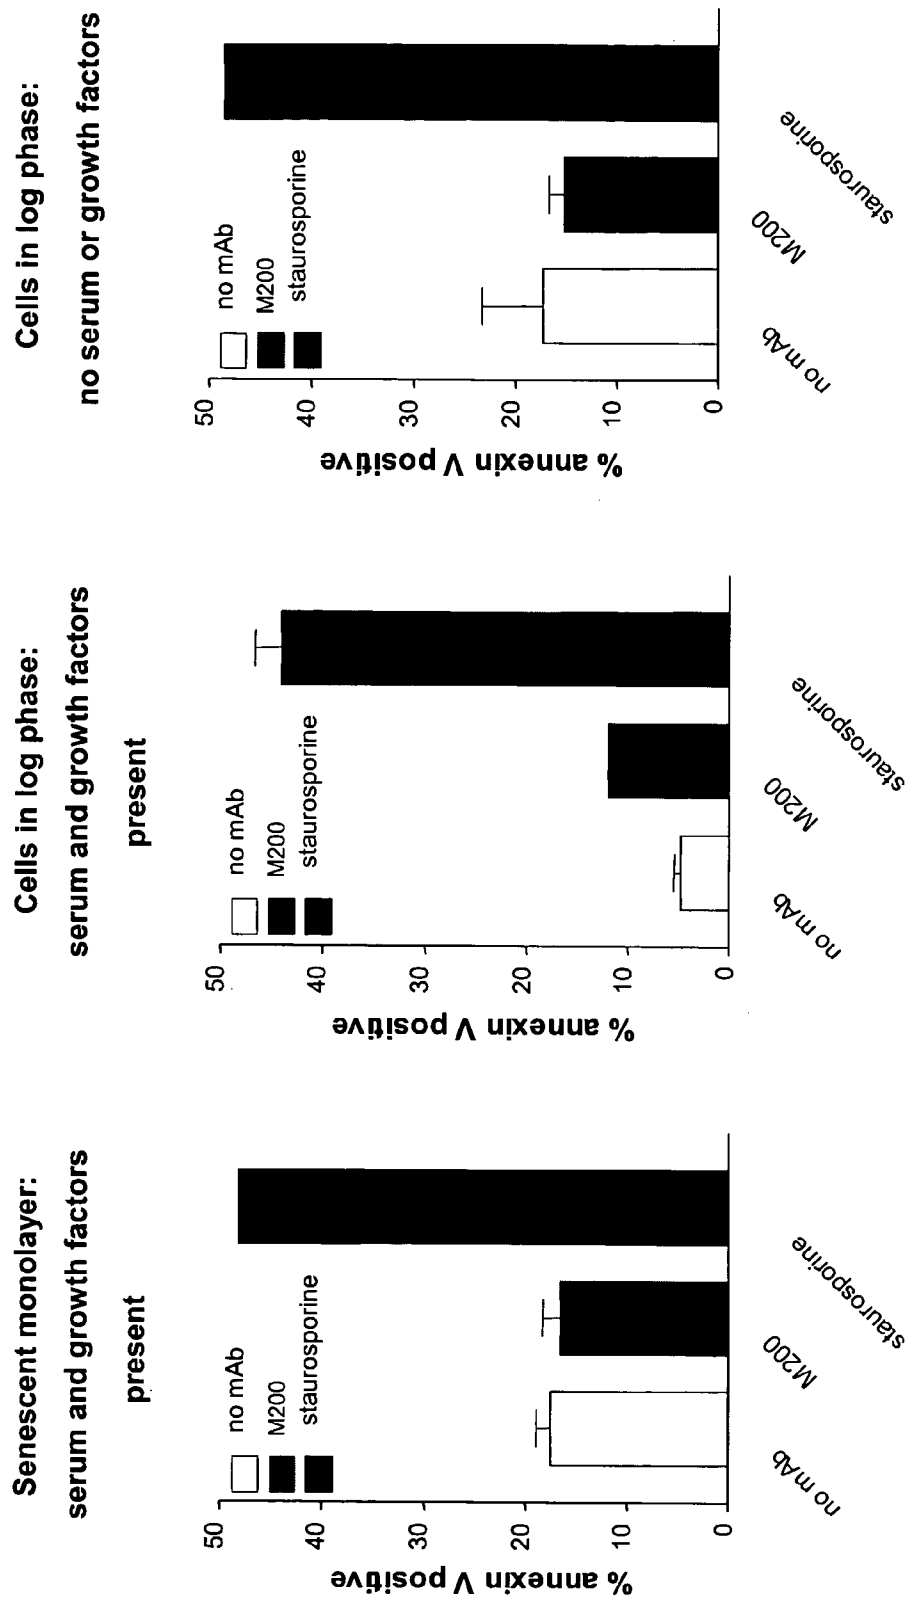 Senescent monolayer:
serum and growth factors
present
% annexin V positive
50
40
30
20
10
0
no mAb
M200
staurosporine
no mAb
M200
staurosporine
Cells in log phase:
serum and growth factors
present
% annexin V positive
50
40
30
20
10
0
no mAb
M200
staurosporine
no mAb
M200
staurosporine
Cells in log phase:
no serum or growth factors
% annexin V positive
50
40
30
20
10
0
no mAb
M200
staurosporine
no mAb
M200
staurosporine